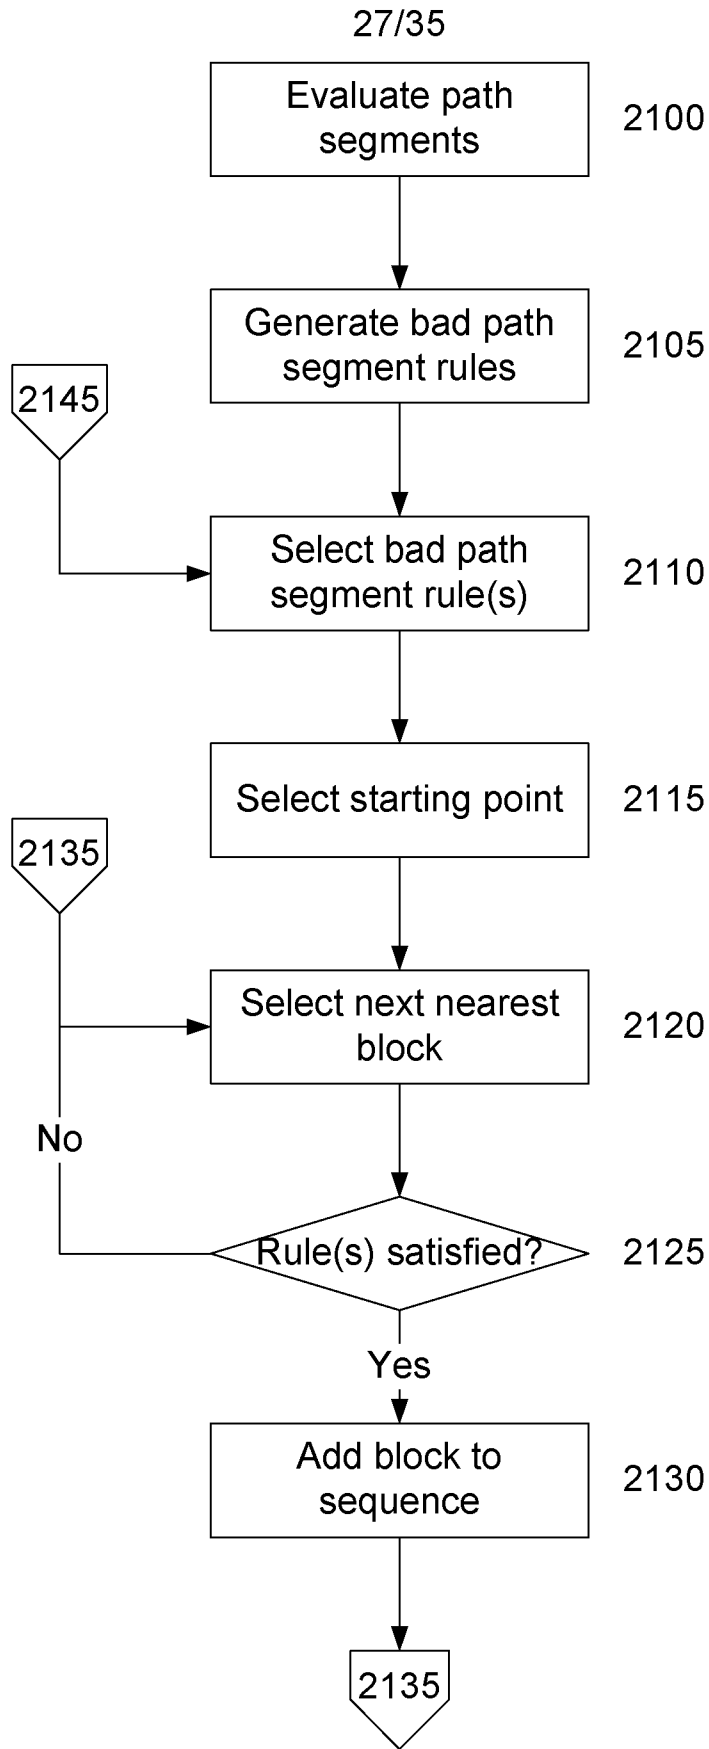 27/35
Evaluate path
segments
2100
Generate bad path
segment rules
2105
2145
Select bad path
segment rule(s)
2110
Select starting point
2115
2135
Select next nearest
block
2120
No
Rule(s) satisfied?
2125
Yes
Add block to
sequence
2130
2135